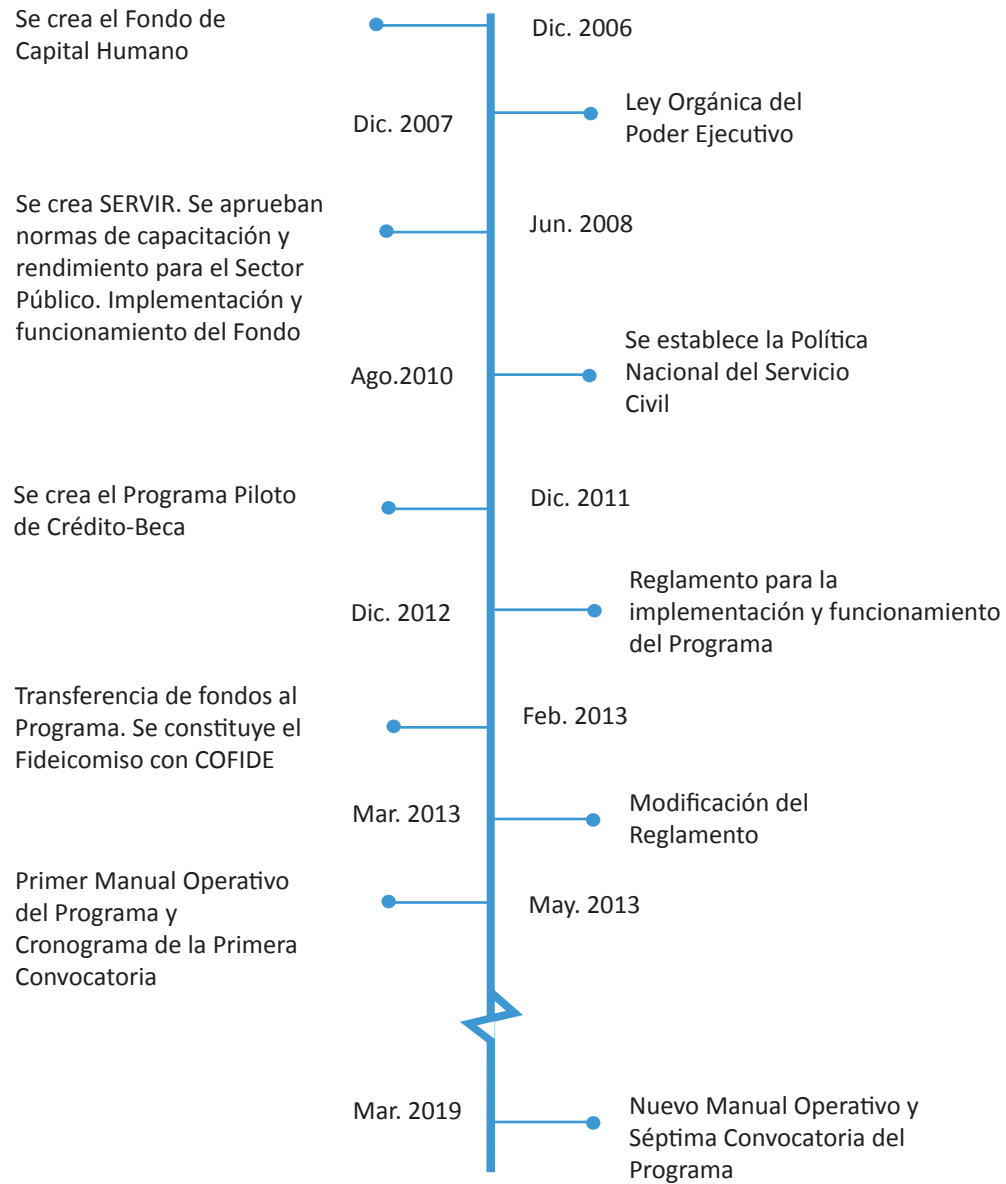 Se crea el Fondo de
Capital Humano
Dic. 2006
Dic. 2007
Ley Orgánica del
Poder Ejecutivo
Se crea SERVIR. Se aprueban
normas de capacitación y
rendimiento para el Sector
Público. Implementación y
funcionamiento del Fondo
Jun. 2008
Ago.2010
Se establece la Política
Nacional del Servicio
Civil
Se crea el Programa Piloto
de Crédito-Beca
Dic. 2011
Dic. 2012
Reglamento para la
implementación y funcionamiento
del Programa
Transferencia de fondos al
Programa. Se constituye el
Fideicomiso con COFIDE
Feb. 2013
Mar. 2013
Modificación del
Reglamento
Primer Manual Operativo
del Programa y
Cronograma de la Primera
Convocatoria
May. 2013
Mar. 2019
Nuevo Manual Operativo y
Séptima Convocatoria del
Programa